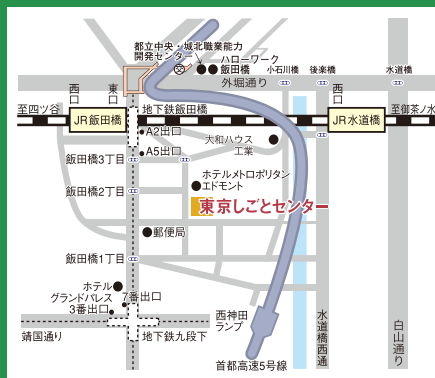 都立中央・城北職業能力
開発センター
ハローワーク
飯田橋
小石川橋
後楽橋
水道橋
外堀通り
西口
東口
西口
至四ツ谷
地下鉄飯田橋
至御茶ノ水
JR飯田橋
JR水道橋
A2出口
大和ハウス
工業
A5出口
飯田橋3丁目
ホテルメトロポリタン
エドモント
飯田橋2丁目
東京しごとセンター
郵便局
飯田橋1丁目
ホテル
グランドパレス
7番出口
3番出口
西神田
ランプ
水道橋西通り
白山通り
靖国通り
地下鉄九段下
首都高速5号線